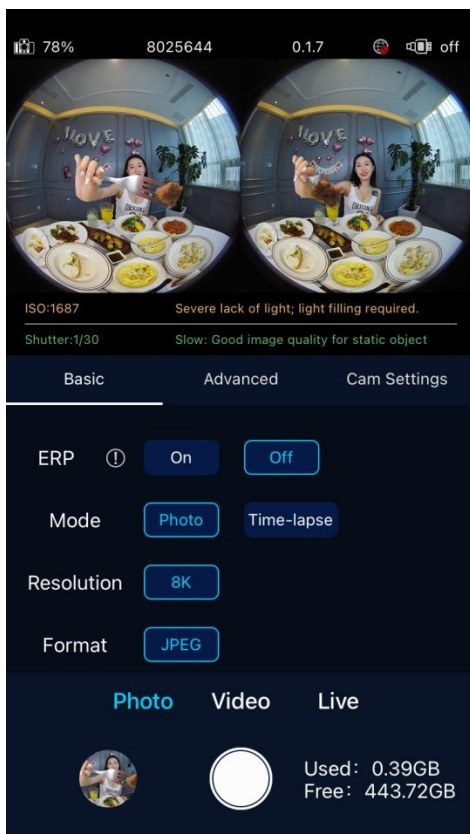 78% 8025644 0.1.7 off
I LOVE
I LOVE
ISO:1687 Severe lack of light; light filling required.
Shutter:1/30 Slow: Good image quality for static object
Basic Advanced Cam Settings
ERP On Off
Mode Photo Time-lapse
Resolution 8K
Format JPEG
Photo Video Live
Used: 0.39GB
Free: 443.72GB